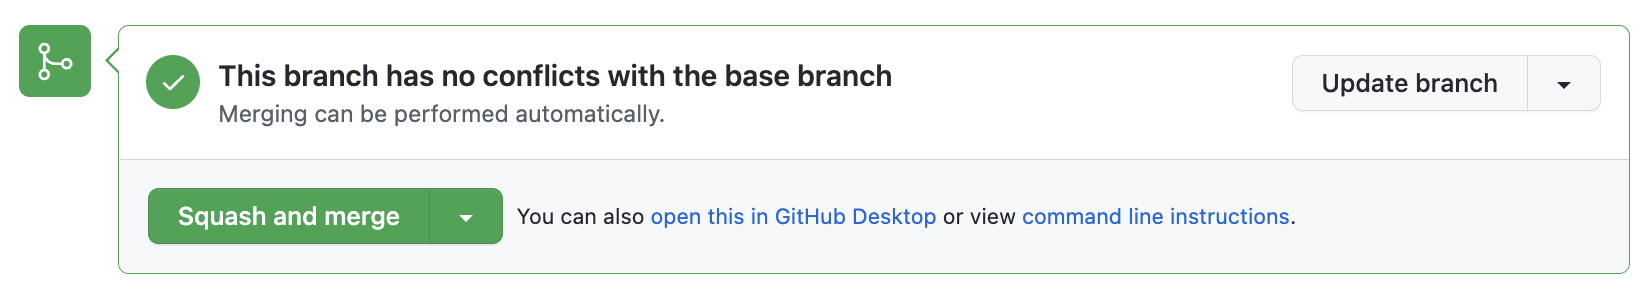 This branch has no conflicts with the base branch
Merging can be performed automatically.
Update branch
Squash and merge
You can also open this in GitHub Desktop or view command line instructions.